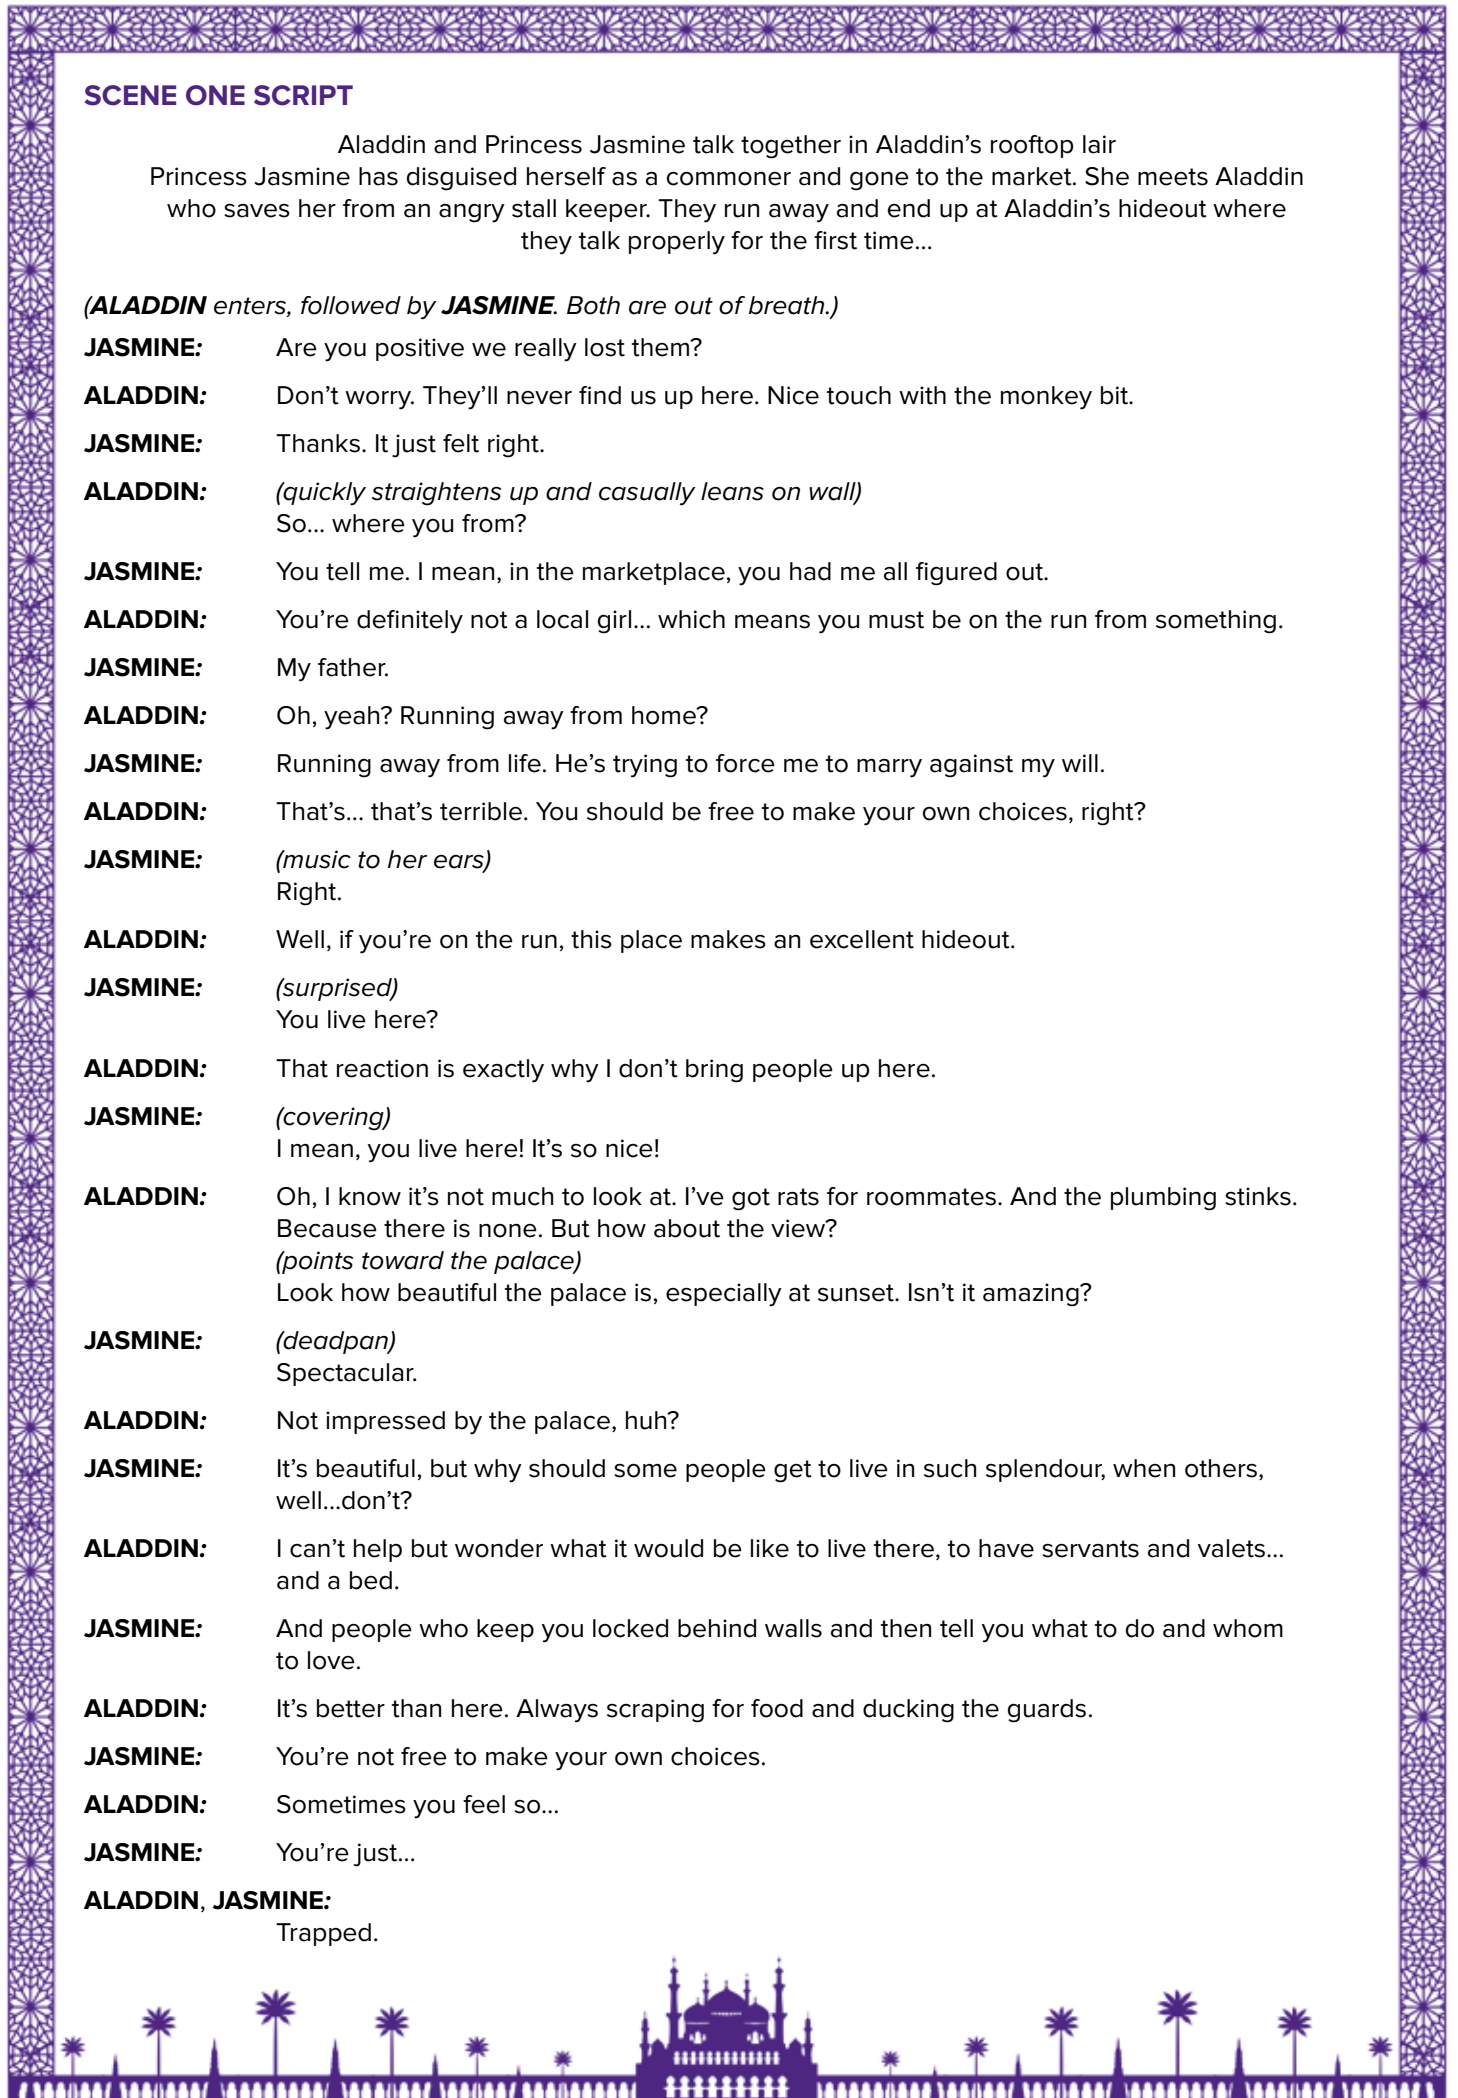 SCENE ONE SCRIPT
Aladdin and Princess Jasmine talk together in Aladdin’s rooftop lair
Princess Jasmine has disguised herself as a commoner and gone to the market. She meets Aladdin
who saves her from an angry stall keeper. They run away and end up at Aladdin’s hideout where
they talk properly for the first time...
(ALADDIN enters, followed by JASMINE. Both are out of breath.)
JASMINE: Are you positive we really lost them?
ALADDIN: Don’t worry. They’ll never find us up here. Nice touch with the monkey bit.
JASMINE: Thanks. It just felt right.
ALADDIN: (quickly straightens up and casually leans on wall)
So... where you from?
JASMINE: You tell me. I mean, in the marketplace, you had me all figured out.
ALADDIN: You’re definitely not a local girl... which means you must be on the run from something.
JASMINE: My father.
ALADDIN: Oh, yeah? Running away from home?
JASMINE: Running away from life. He’s trying to force me to marry against my will.
ALADDIN: That’s... that’s terrible. You should be free to make your own choices, right?
JASMINE: (music to her ears)
Right.
ALADDIN: Well, if you’re on the run, this place makes an excellent hideout.
JASMINE: (surprised)
You live here?
ALADDIN: That reaction is exactly why I don’t bring people up here.
JASMINE: (covering)
I mean, you live here! It’s so nice!
ALADDIN: Oh, I know it’s not much to look at. I’ve got rats for roommates. And the plumbing stinks.
Because there is none. But how about the view?
(points toward the palace)
Look how beautiful the palace is, especially at sunset. Isn’t it amazing?
JASMINE: (deadpan)
Spectacular.
ALADDIN: Not impressed by the palace, huh?
JASMINE: It’s beautiful, but why should some people get to live in such splendour, when others,
well...don’t?
ALADDIN: I can’t help but wonder what it would be like to live there, to have servants and valets...
and a bed.
JASMINE: And people who keep you locked behind walls and then tell you what to do and whom
to love.
ALADDIN: It’s better than here. Always scraping for food and ducking the guards.
JASMINE: You’re not free to make your own choices.
ALADDIN: Sometimes you feel so...
JASMINE: You’re just...
ALADDIN, JASMINE:
Trapped.